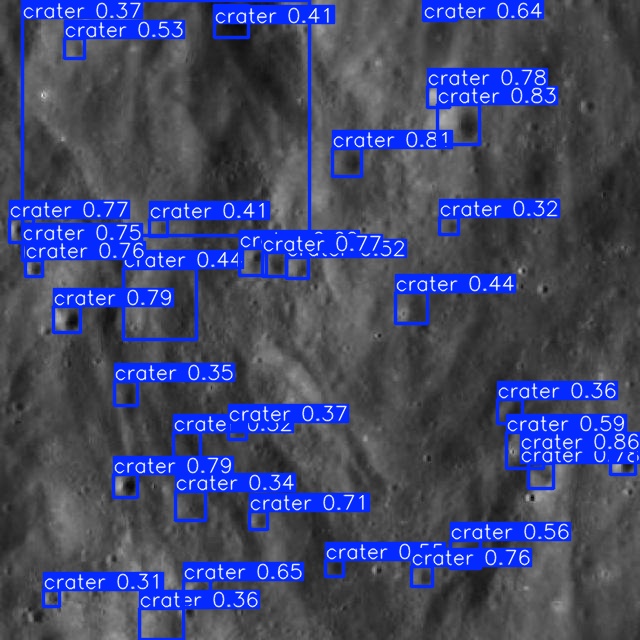 crater 0.37
crater 0.41
crater 0.64
crater 0.53
crater 0.78
crater 0.83
crater 0.81
crater 0.77
crater 0.41
crater 0.32
crater 0.75
crater 0.77
crater 0.76
crater 0.44
crater 0.44
crater 0.79
crater 0.35
crater 0.36
crater 0.37
crater 0.59
crater 0.86
crater 0.79
crater 0.34
crater 0.71
crater 0.56
crater 0.76
crater 0.65
crater 0.31
crater 0.36